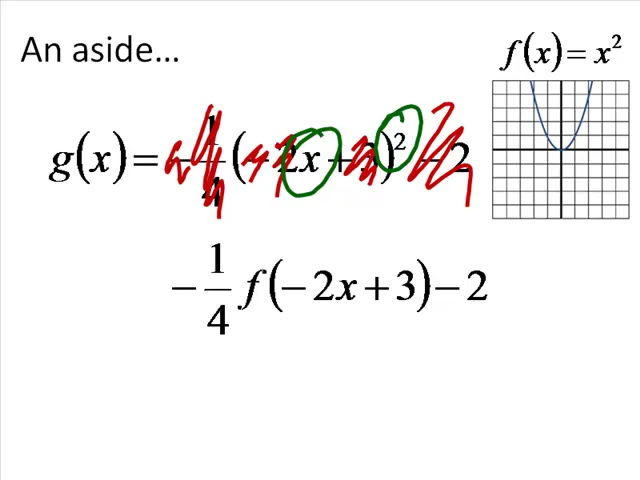 An aside...
f(x) = x²
g(x) = -1/4(-2x+3)² - 2
-1/4 f(-2x+3) - 2